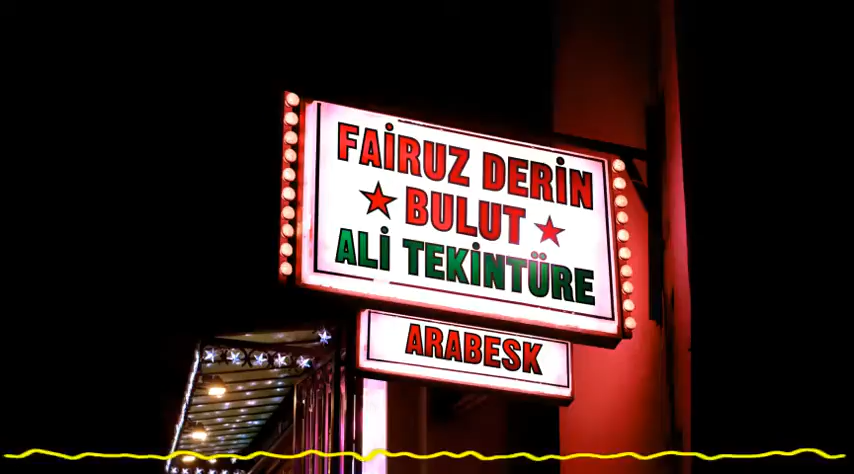 FAİRUZ DERİN
★ BULUT ★
ALİ TEKİNTÜRE
ARABESK